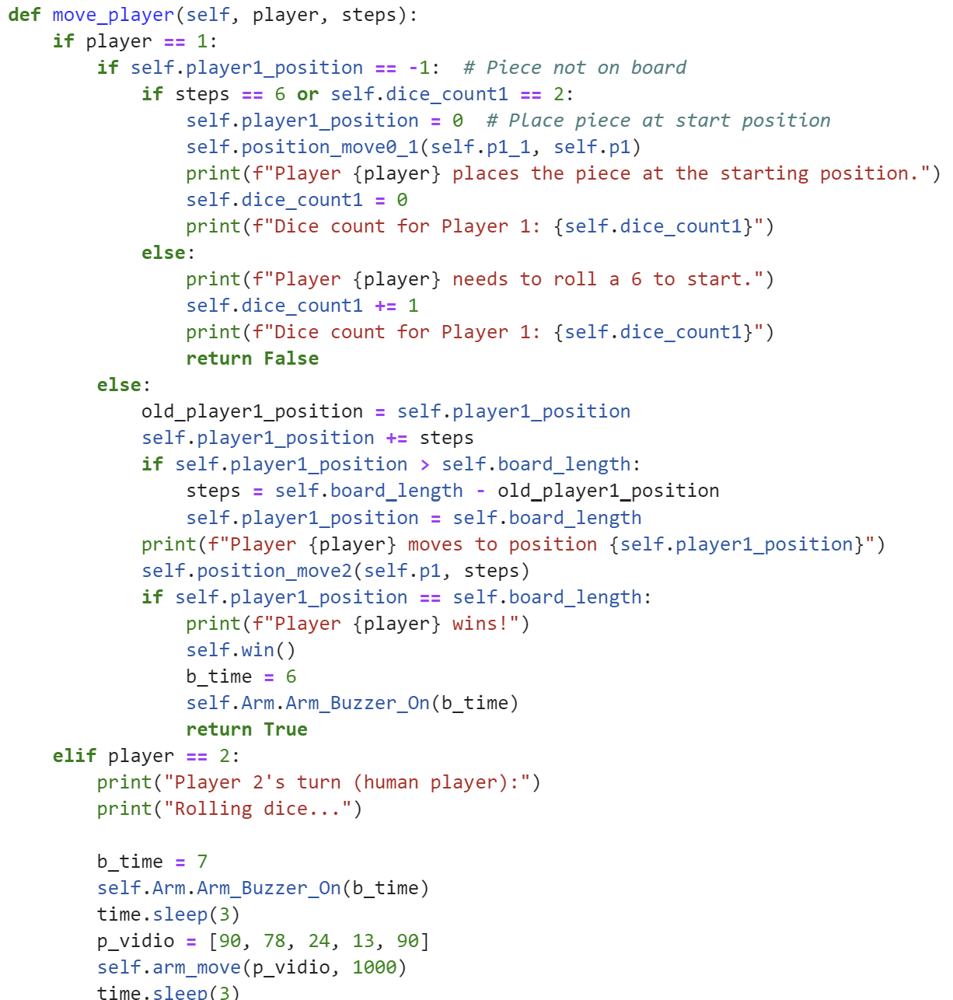 def move_player(self, player, steps):
    if player == 1:
        if self.player1_position == -1:  # Piece not on board
            if steps == 6 or self.dice_count1 == 2:
                self.player1_position = 0  # Place piece at start position
                self.position_move0_1(self.p1_1, self.p1)
                print(f"Player {player} places the piece at the starting position.")
                self.dice_count1 = 0
                print(f"Dice count for Player 1: {self.dice_count1}")
            else:
                print(f"Player {player} needs to roll a 6 to start.")
                self.dice_count1 += 1
                print(f"Dice count for Player 1: {self.dice_count1}")
                return False
        else:
            old_player1_position = self.player1_position
            self.player1_position += steps
            if self.player1_position > self.board_length:
                steps = self.board_length - old_player1_position
                self.player1_position = self.board_length
            print(f"Player {player} moves to position {self.player1_position}")
            self.position_move2(self.p1, steps)
            if self.player1_position == self.board_length:
                print(f"Player {player} wins!")
                self.win()
                b_time = 6
                self.Arm.Arm_Buzzer_On(b_time)
                return True
    elif player == 2:
        print("Player 2's turn (human player):")
        print("Rolling dice...")

        b_time = 7
        self.Arm.Arm_Buzzer_On(b_time)
        time.sleep(3)
        p_vidio = [90, 78, 24, 13, 90]
        self.arm_move(p_vidio, 1000)
        time.sleep(3)